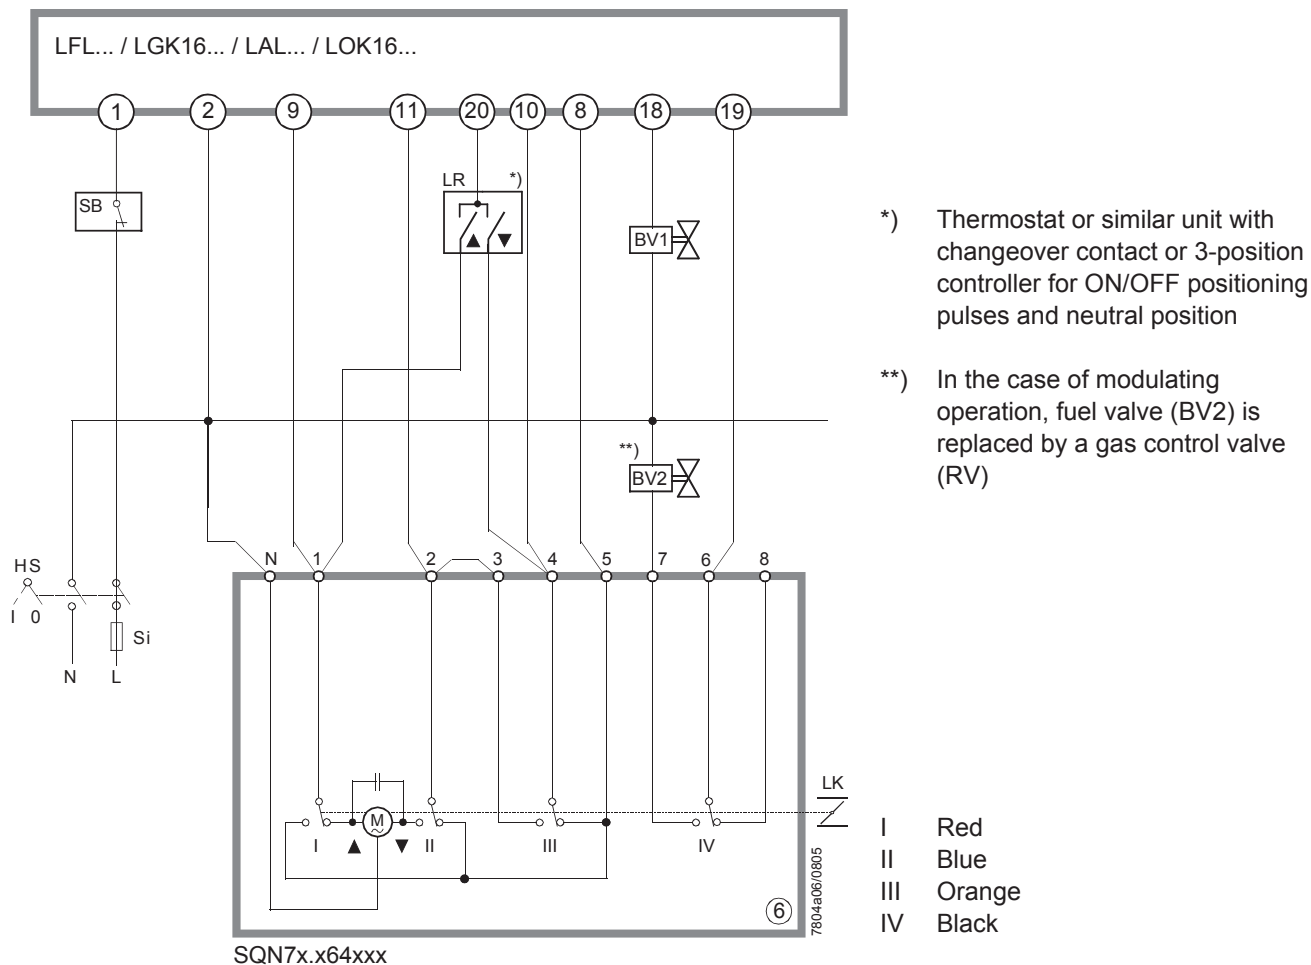 LFL... / LGK16... / LAL... / LOK16...
1 2 9 11 20 10 8 18 19
LR *)
SB
BV1
*) Thermostat or similar unit with
changeover contact or 3-position
controller for ON/OFF positioning
pulses and neutral position
**) In the case of modulating
operation, fuel valve (BV2) is
replaced by a gas control valve
(RV)
**)
BV2
N 1 2 3 4 5 7 6 8
HS
I 0
Si
N L
LK
M
~
I ▲ ▼ II III IV
6
7804a06/0805
I Red
II Blue
III Orange
IV Black
SQN7x.x64xxx